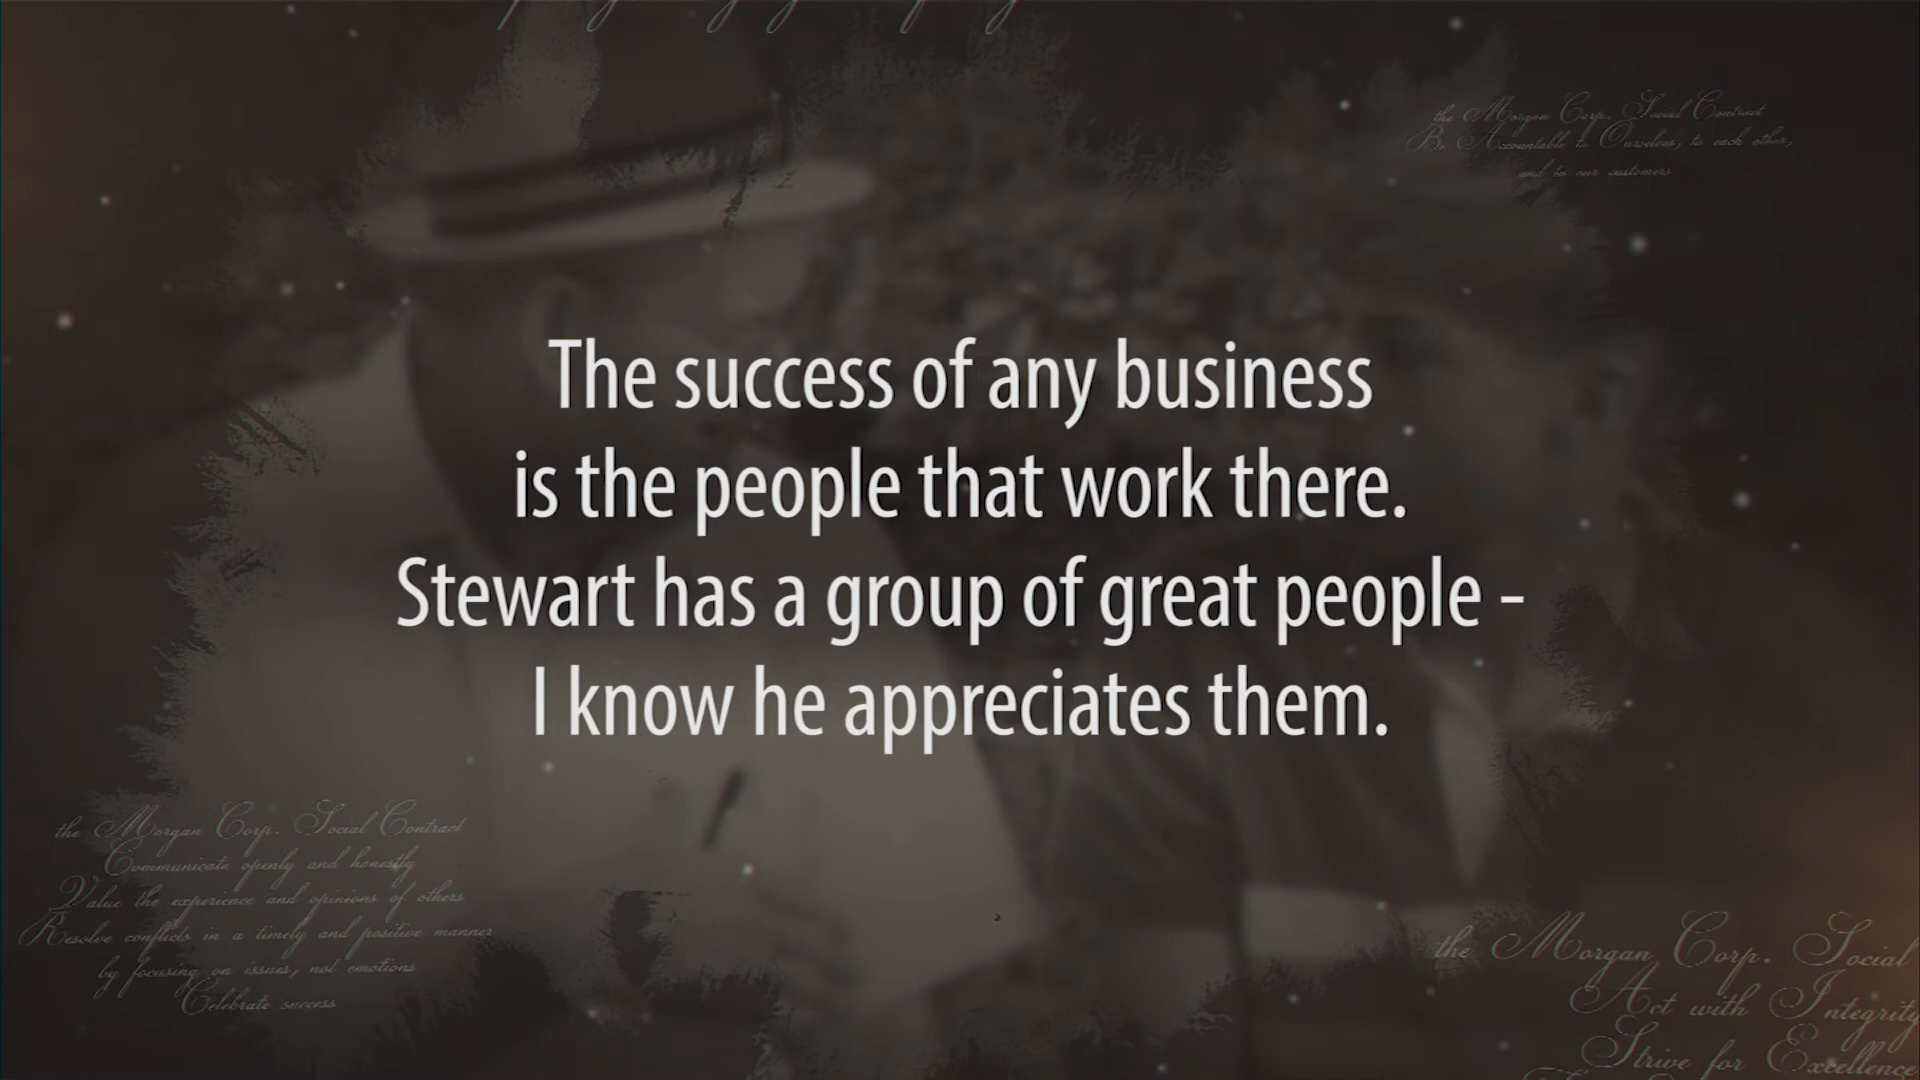 the Morgan Corp. Social Contract
Be Accountable to Ourselves, to each other,
and to our customers
The success of any business
is the people that work there.
Stewart has a group of great people -
I know he appreciates them.
the Morgan Corp. Social Contract
Communicate openly and honestly
Value the experience and opinions of others
Resolve conflicts in a timely and positive manner
by focusing on issues, not emotions
Celebrate success
the Morgan Corp. Social
Act with Integrity
Strive for Excellence